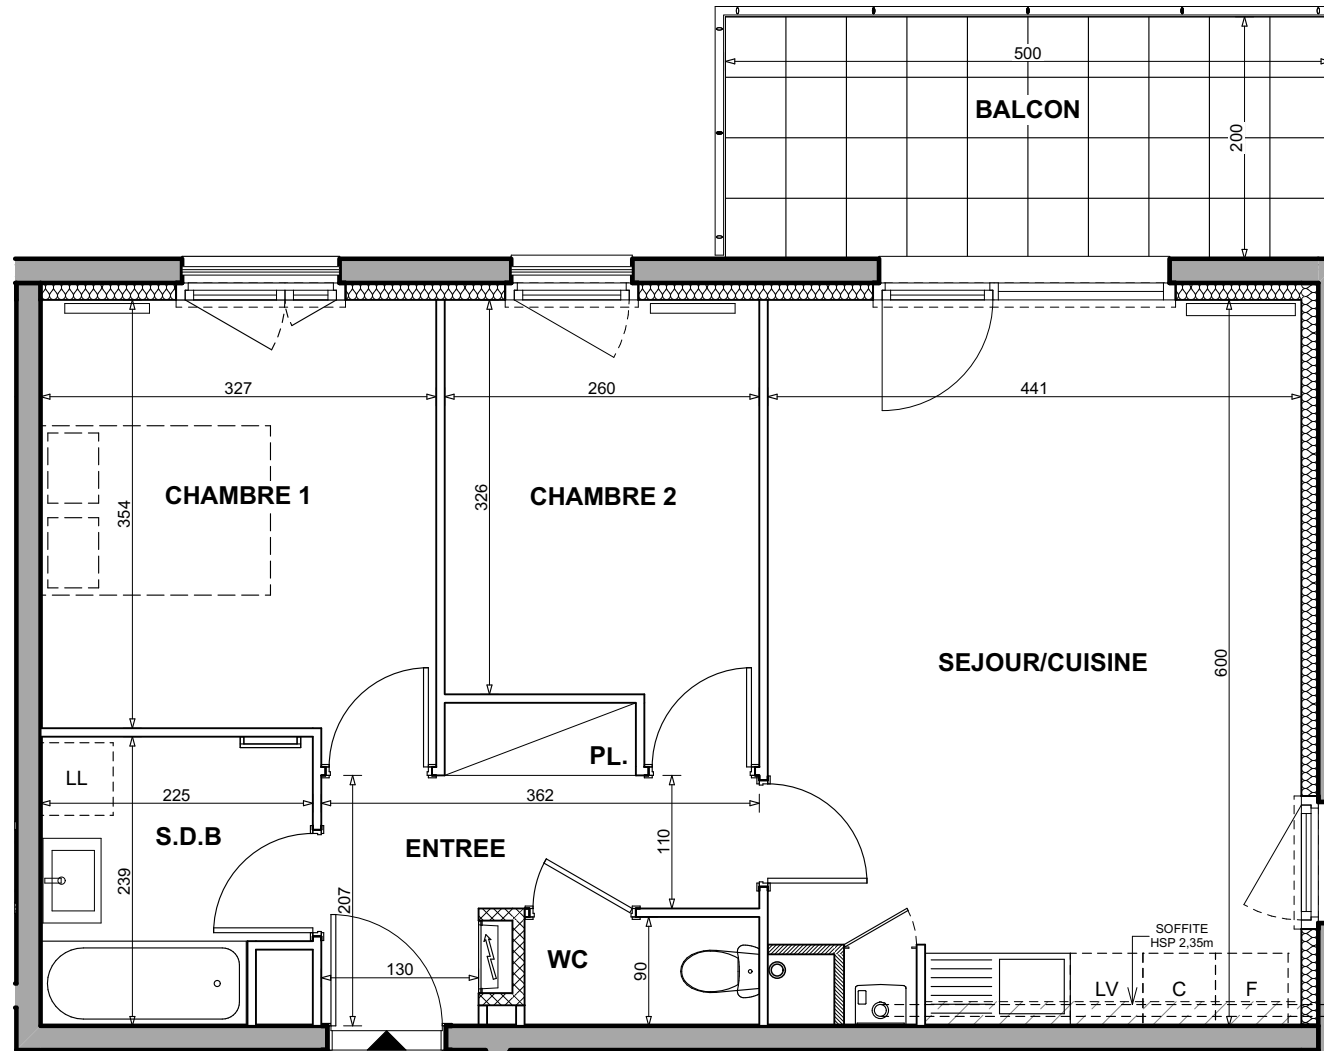 500
BALCON
200
327
260
441
354
CHAMBRE 1
326
CHAMBRE 2
SEJOUR/CUISINE
600
PL.
LL
225
362
S.D.B
ENTREE
110
239
207
SOFFITE
HSP 2,35m
130
WC
90
LV
C
F